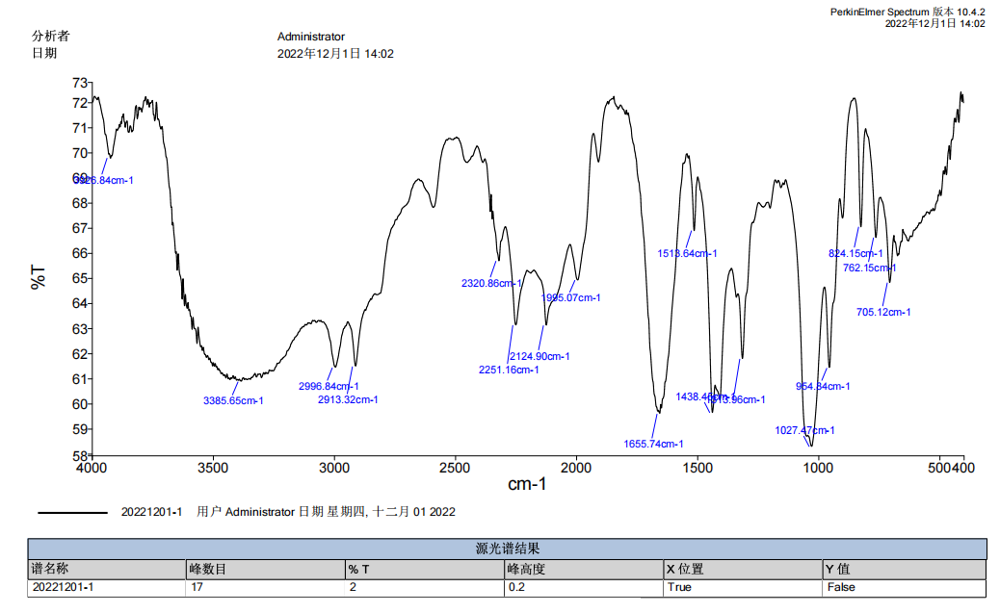 PerkinElmer Spectrum 版本 10.4.2
2022年12月1日 14:02
分析者 Administrator
日期 2022年12月1日 14:02
73
72
71
70
69
68
67
66
65
64
63
62
61
60
59
58
%T
4000 3500 3000 2500 2000 1500 1000 500 400
cm-1
3926.84cm-1
3385.65cm-1
2996.84cm-1
2913.32cm-1
2320.86cm-1
2251.16cm-1
2124.90cm-1
1995.07cm-1
1655.74cm-1
1513.64cm-1
1313.96cm-1
1027.47cm-1
954.84cm-1
824.15cm-1
762.15cm-1
705.12cm-1
20221201-1 用户 Administrator 日期 星期四, 十二月 01 2022
源光谱结果
谱名称 峰数目 % T 峰高度 X 位置 Y 值
20221201-1 17 2 0.2 True False